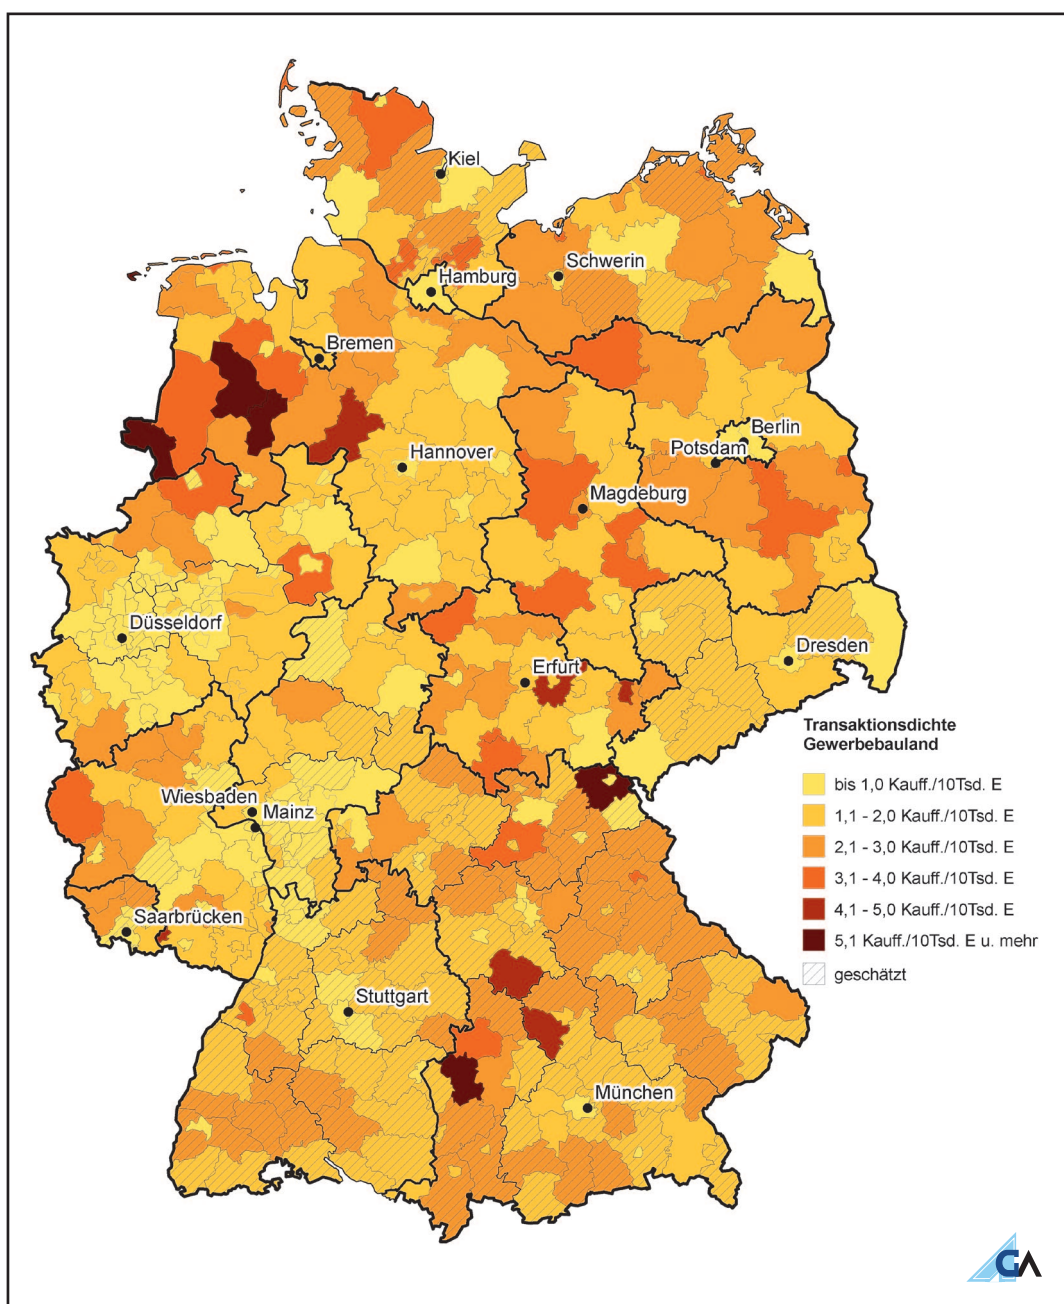 Kiel
Schwerin
Hamburg
Bremen
Berlin
Potsdam
Hannover
Magdeburg
Düsseldorf
Dresden
Erfurt
Wiesbaden
Mainz
Saarbrücken
Stuttgart
München
Transaktionsdichte
Gewerbebauland
bis 1,0 Kauff./10Tsd. E
1,1 - 2,0 Kauff./10Tsd. E
2,1 - 3,0 Kauff./10Tsd. E
3,1 - 4,0 Kauff./10Tsd. E
4,1 - 5,0 Kauff./10Tsd. E
5,1 Kauff./10Tsd. E u. mehr
geschätzt
GA